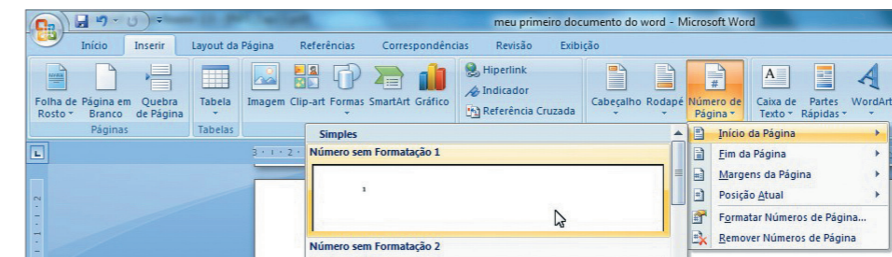 meu primeiro documento do word - Microsoft Word
Início Inserir Layout da Página Referências Correspondências Revisão Exibição
Folha de Rosto Página em Branco Quebra de Página Tabela Imagem Clip-art Formas SmartArt Gráfico Hiperlink Indicador Referência Cruzada Cabeçalho Rodapé Número de Página Caixa de Texto Partes Rápidas WordArt
Páginas Tabelas
Simples
Número sem Formatação 1
1
Número sem Formatação 2
Início da Página
Fim da Página
Margens da Página
Posição Atual
Formatar Números de Página...
Remover Números de Página
3 · 1 · 2 ·